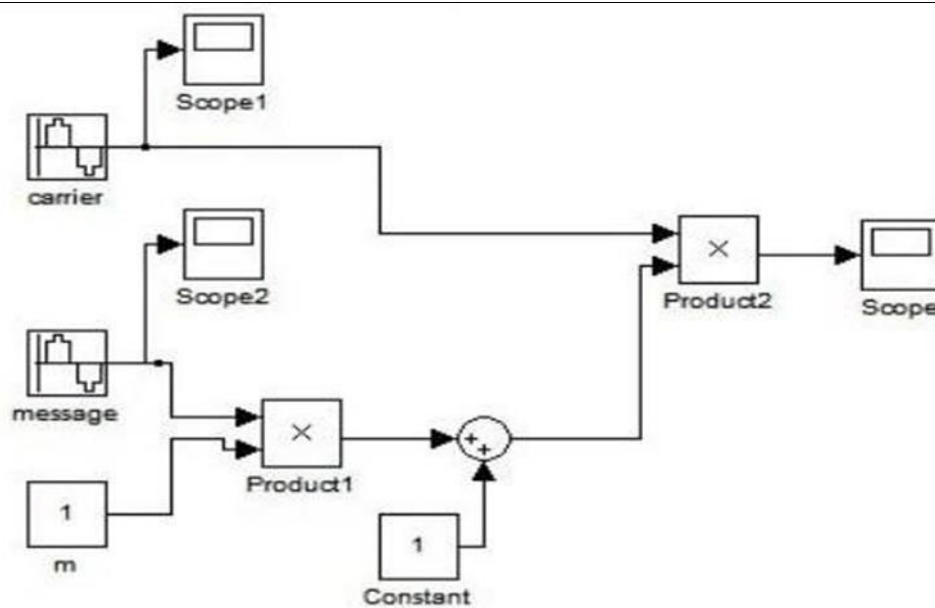 Scope1
carrier
Scope2
×
Product2
Scope
message
×
Product1
+
+
1
m
1
Constant